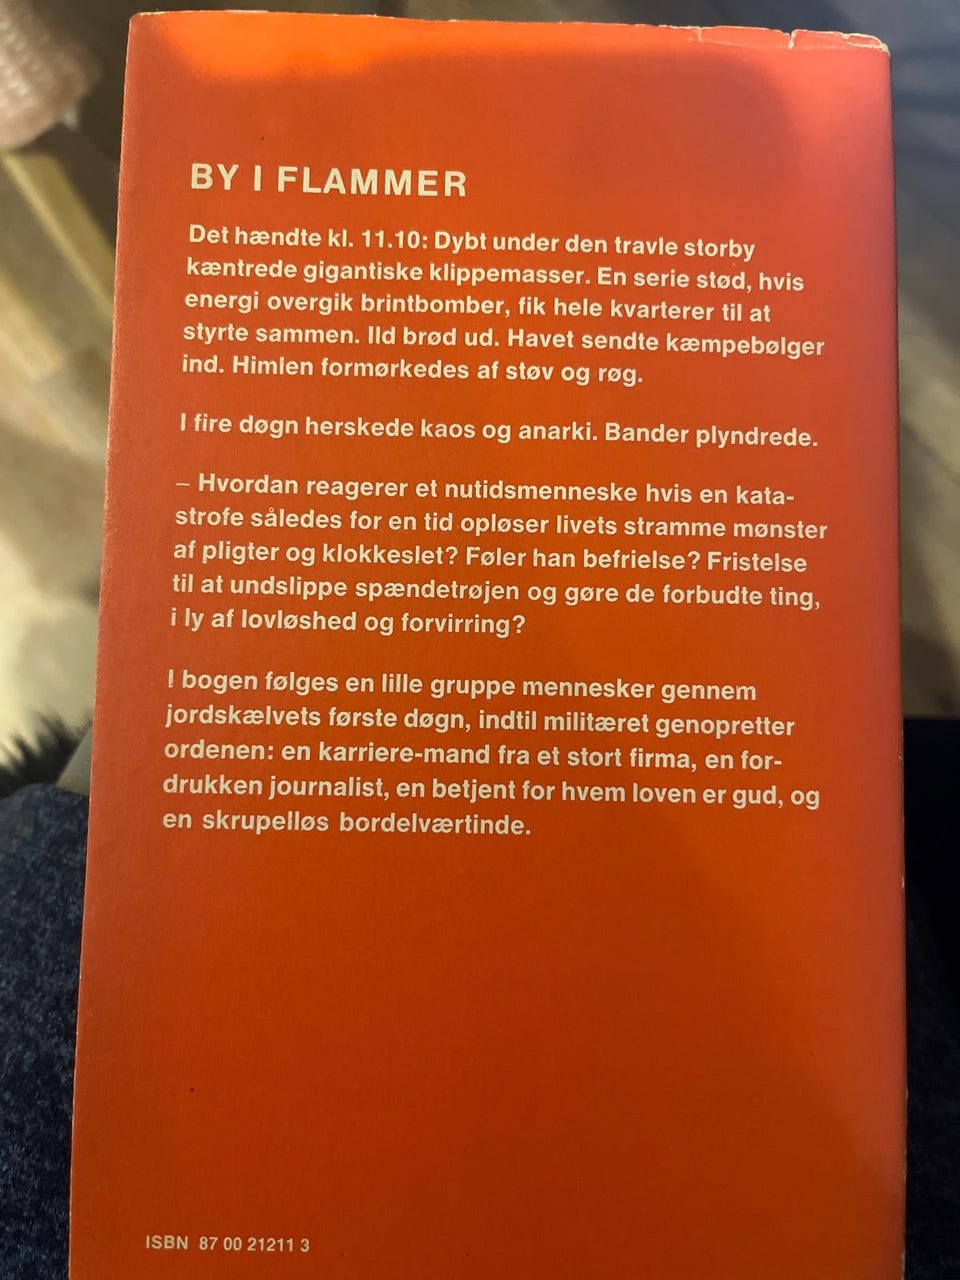 BY I FLAMMER
Det hændte kl. 11.10: Dybt under den travle storby
kæntrede gigantiske klippemasser. En serie stød, hvis
energi overgik brintbomber, fik hele kvarterer til at
styrte sammen. Ild brød ud. Havet sendte kæmpebølger
ind. Himlen formørkedes af støv og røg.
I fire døgn herskede kaos og anarki. Bander plyndrede.
– Hvordan reagerer et nutidsmenneske hvis en kata-
strofe således for en tid opløser livets stramme mønster
af pligter og klokkeslet? Føler han befrielse? Fristelse
til at undslippe spændetrøjen og gøre de forbudte ting,
i ly af lovløshed og forvirring?
I bogen følges en lille gruppe mennesker gennem
jordskælvets første døgn, indtil militæret genopretter
ordenen: en karriere-mand fra et stort firma, en for-
drukken journalist, en betjent for hvem loven er gud, og
en skrupelløs bordelværtinde.
ISBN 87 00 21211 3